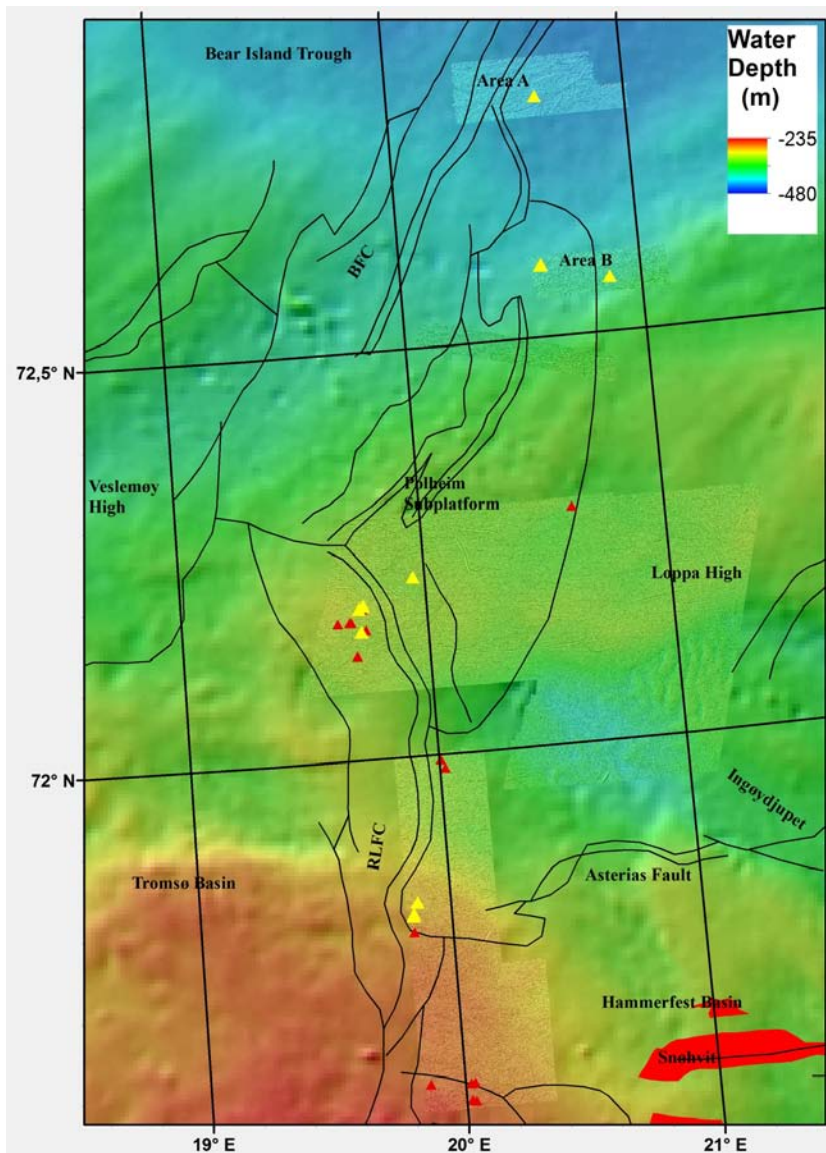 Bear Island Trough
Water
Depth
(m)
-235
-480
Area A
BFC
Area B
72,5° N
Veslemøy
High
Polheim
Subplatform
Loppa High
72° N
Ingøydjupet
RLFC
Tromsø Basin
Asterias Fault
Hammerfest Basin
Snøhvit
19° E
20° E
21° E